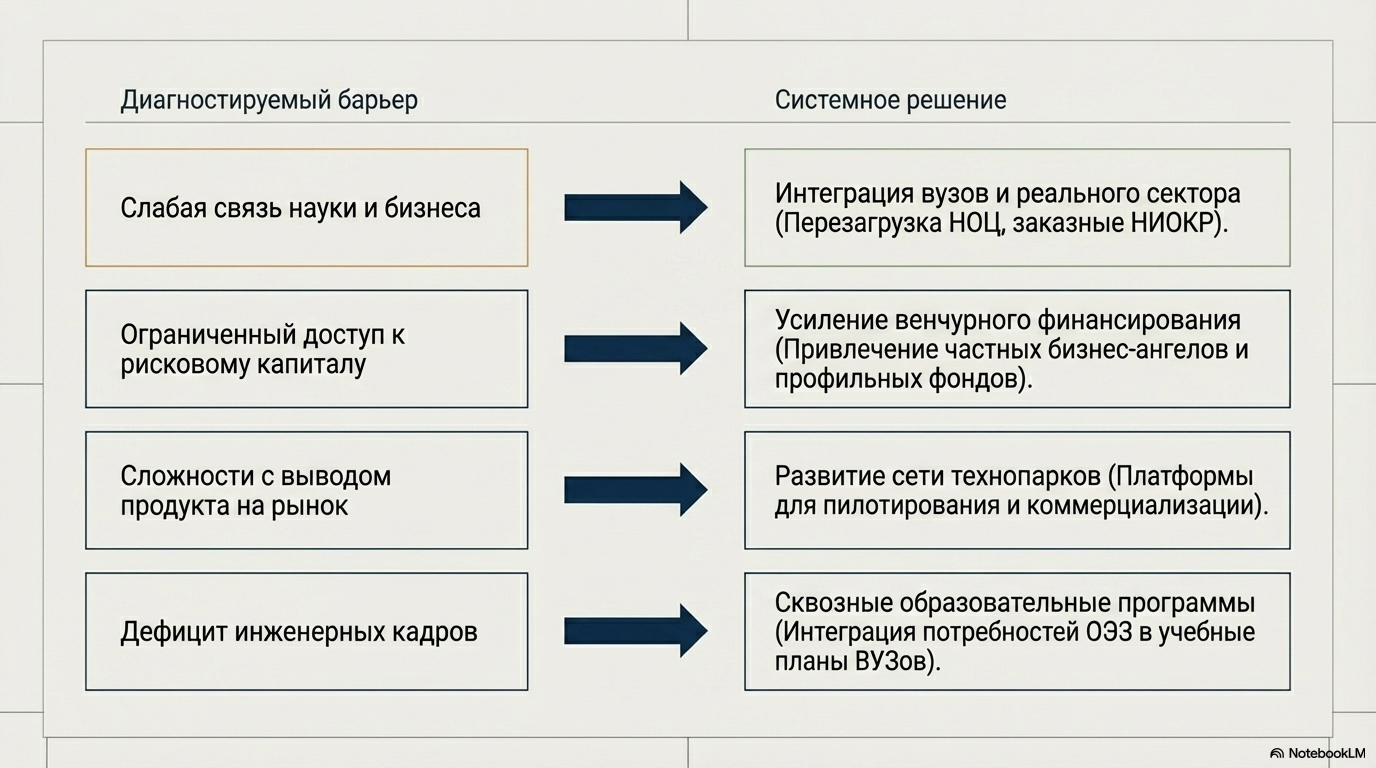 Диагностируемый барьер
Системное решение
Слабая связь науки и бизнеса
Интеграция вузов и реального сектора
(Перезагрузка НОЦ, заказные НИОКР).
Ограниченный доступ к
рисковому капиталу
Усиление венчурного финансирования
(Привлечение частных бизнес-ангелов и
профильных фондов).
Сложности с выводом
продукта на рынок
Развитие сети технопарков (Платформы
для пилотирования и коммерциализации).
Дефицит инженерных кадров
Сквозные образовательные программы
(Интеграция потребностей ОЭЗ в учебные
планы ВУЗов).
NotebookLM